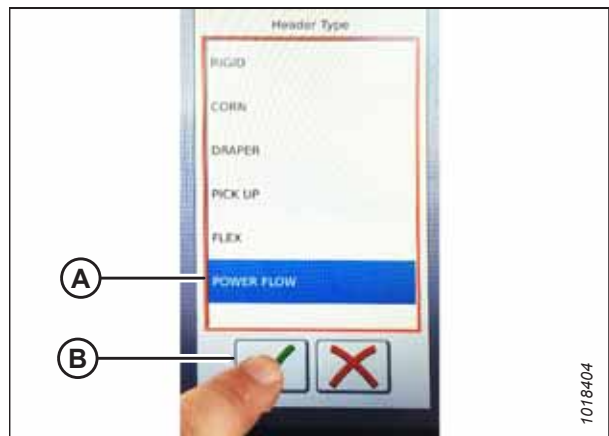 Header Type
RIGID
CORN
DRAPER
PICK UP
FLEX
A
POWER FLOW
B
1018404